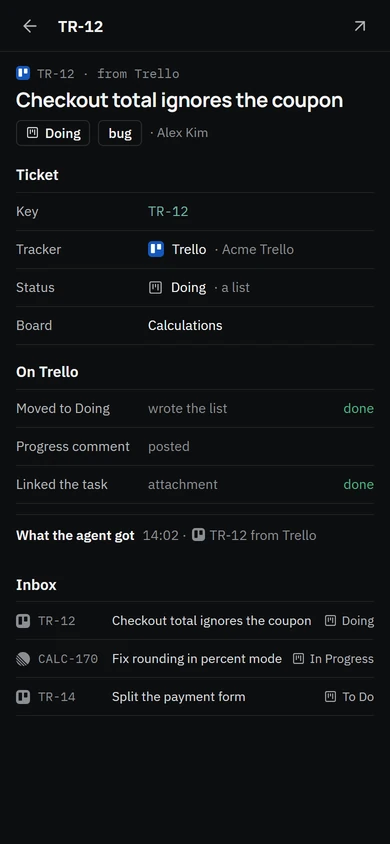 TR-12
TR-12 · from Trello
Checkout total ignores the coupon
Doing bug · Alex Kim
Ticket
Key TR-12
Tracker Trello · Acme Trello
Status Doing · a list
Board Calculations
On Trello
Moved to Doing wrote the list done
Progress comment posted
Linked the task attachment done
What the agent got 14:02 · TR-12 from Trello
Inbox
TR-12 Checkout total ignores the coupon Doing
CALC-170 Fix rounding in percent mode In Progress
TR-14 Split the payment form To Do